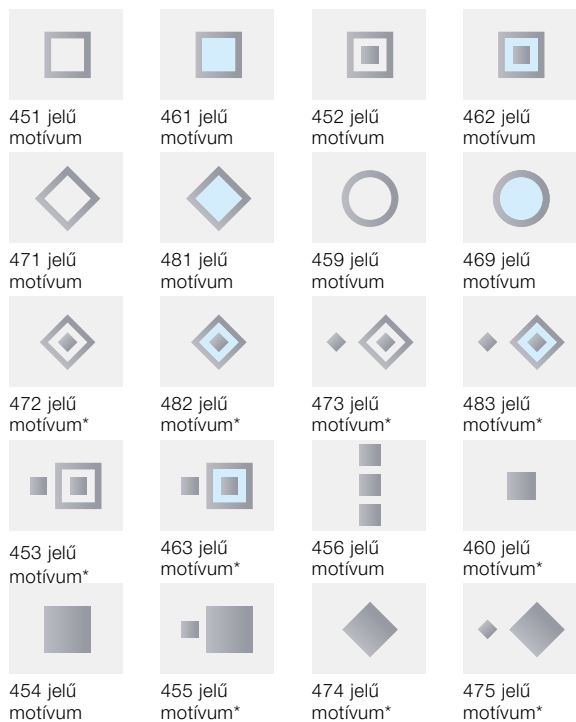 451 jelű
motívum
461 jelű
motívum
452 jelű
motívum
462 jelű
motívum
471 jelű
motívum
481 jelű
motívum
459 jelű
motívum
469 jelű
motívum
472 jelű
motívum*
482 jelű
motívum*
473 jelű
motívum*
483 jelű
motívum*
453 jelű
motívum*
463 jelű
motívum*
456 jelű
motívum
460 jelű
motívum*
454 jelű
motívum
455 jelű
motívum*
474 jelű
motívum*
475 jelű
motívum*